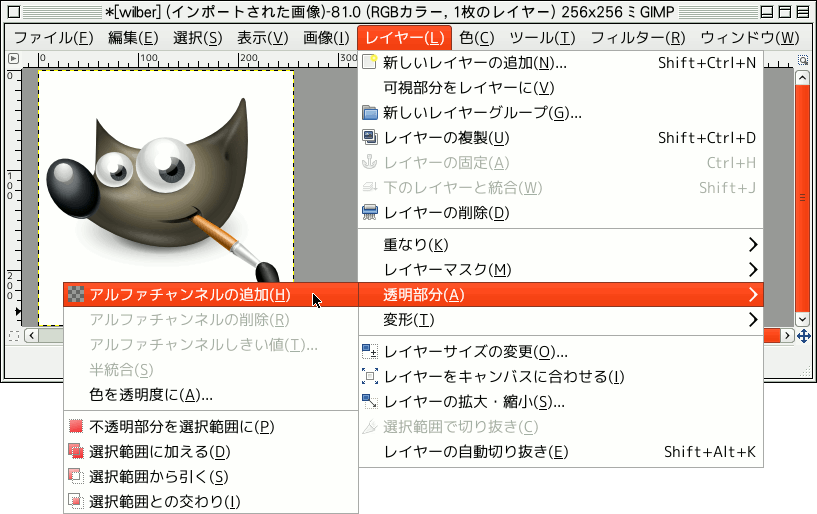 *[wilber] (インポートされた画像)-81.0 (RGBカラー, 1枚のレイヤー) 256x256 ミ GIMP
ファイル(F) 編集(E) 選択(S) 表示(V) 画像(I) レイヤー(L) 色(C) ツール(T) フィルター(R) ウィンドウ(W)
0 100 200 300
0
100
200
新しいレイヤーの追加(N)... Shift+Ctrl+N
可視部分をレイヤーに(V)
新しいレイヤーグループ(G)...
レイヤーの複製(U) Shift+Ctrl+D
レイヤーの固定(A) Ctrl+H
下のレイヤーと統合(W) Shift+J
レイヤーの削除(D)
重なり(K)
レイヤーマスク(M)
透明部分(A)
変形(T)
レイヤーサイズの変更(O)...
レイヤーをキャンバスに合わせる(I)
レイヤーの拡大・縮小(S)...
選択範囲で切り抜き(C)
レイヤーの自動切り抜き(E) Shift+Alt+K
アルファチャンネルの追加(H)
アルファチャンネルの削除(R)
アルファチャンネルしきい値(T)...
半統合(S)
色を透明度に(A)...
不透明部分を選択範囲に(P)
選択範囲に加える(D)
選択範囲から引く(S)
選択範囲との交わり(I)